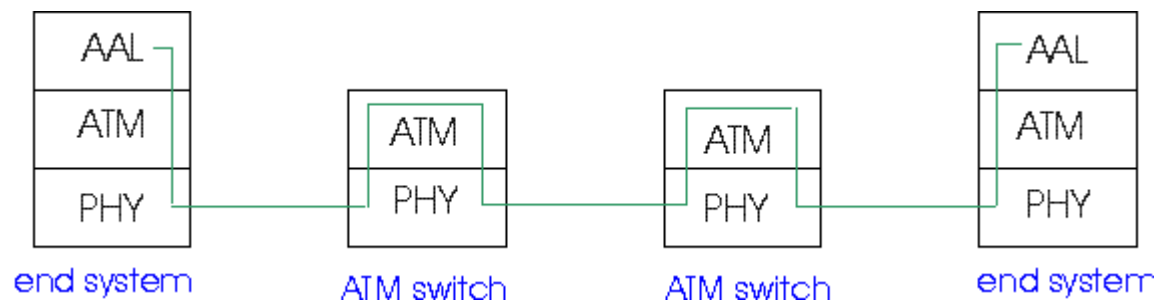 AAL
ATM
PHY
end system
ATM
PHY
ATM switch
ATM
PHY
ATM switch
AAL
ATM
PHY
end system